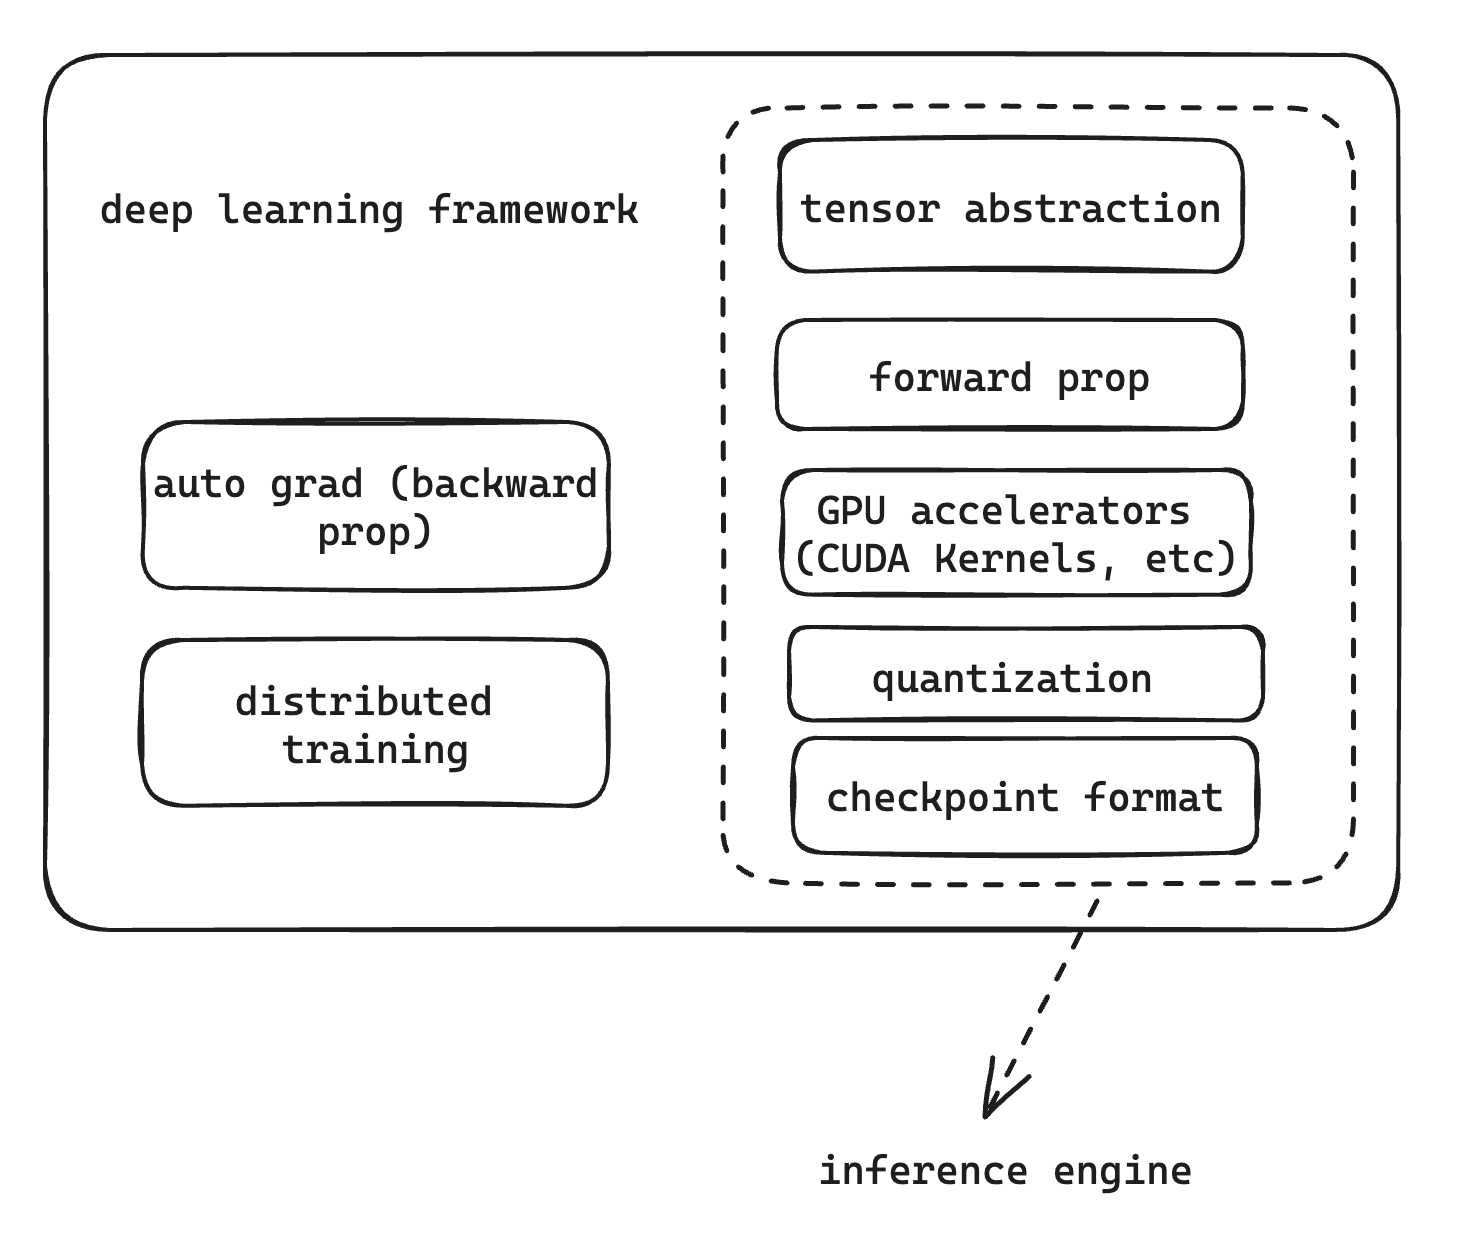 deep learning framework
auto grad (backward
prop)
distributed
training
tensor abstraction
forward prop
GPU accelerators
(CUDA Kernels, etc)
quantization
checkpoint format
inference engine